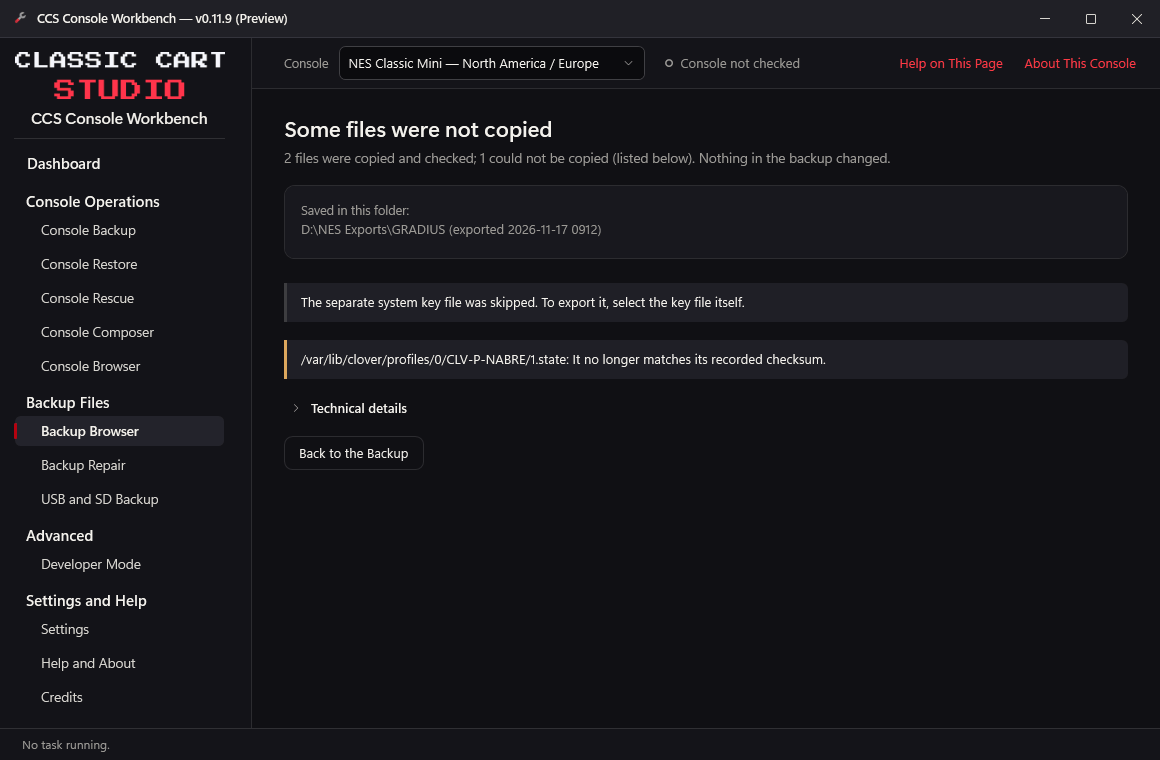 CCS Console Workbench — v0.11.9 (Preview)
CLASSIC CART
STUDIO
CCS Console Workbench
Dashboard
Console Operations
Console Backup
Console Restore
Console Rescue
Console Composer
Console Browser
Backup Files
Backup Browser
Backup Repair
USB and SD Backup
Advanced
Developer Mode
Settings and Help
Settings
Help and About
Credits
Console NES Classic Mini — North America / Europe Console not checked Help on This Page About This Console
Some files were not copied
2 files were copied and checked; 1 could not be copied (listed below). Nothing in the backup changed.
Saved in this folder:
D:\NES Exports\GRADIUS (exported 2026-11-17 0912)
The separate system key file was skipped. To export it, select the key file itself.
/var/lib/clover/profiles/0/CLV-P-NABRE/1.state: It no longer matches its recorded checksum.
Technical details
Back to the Backup
No task running.